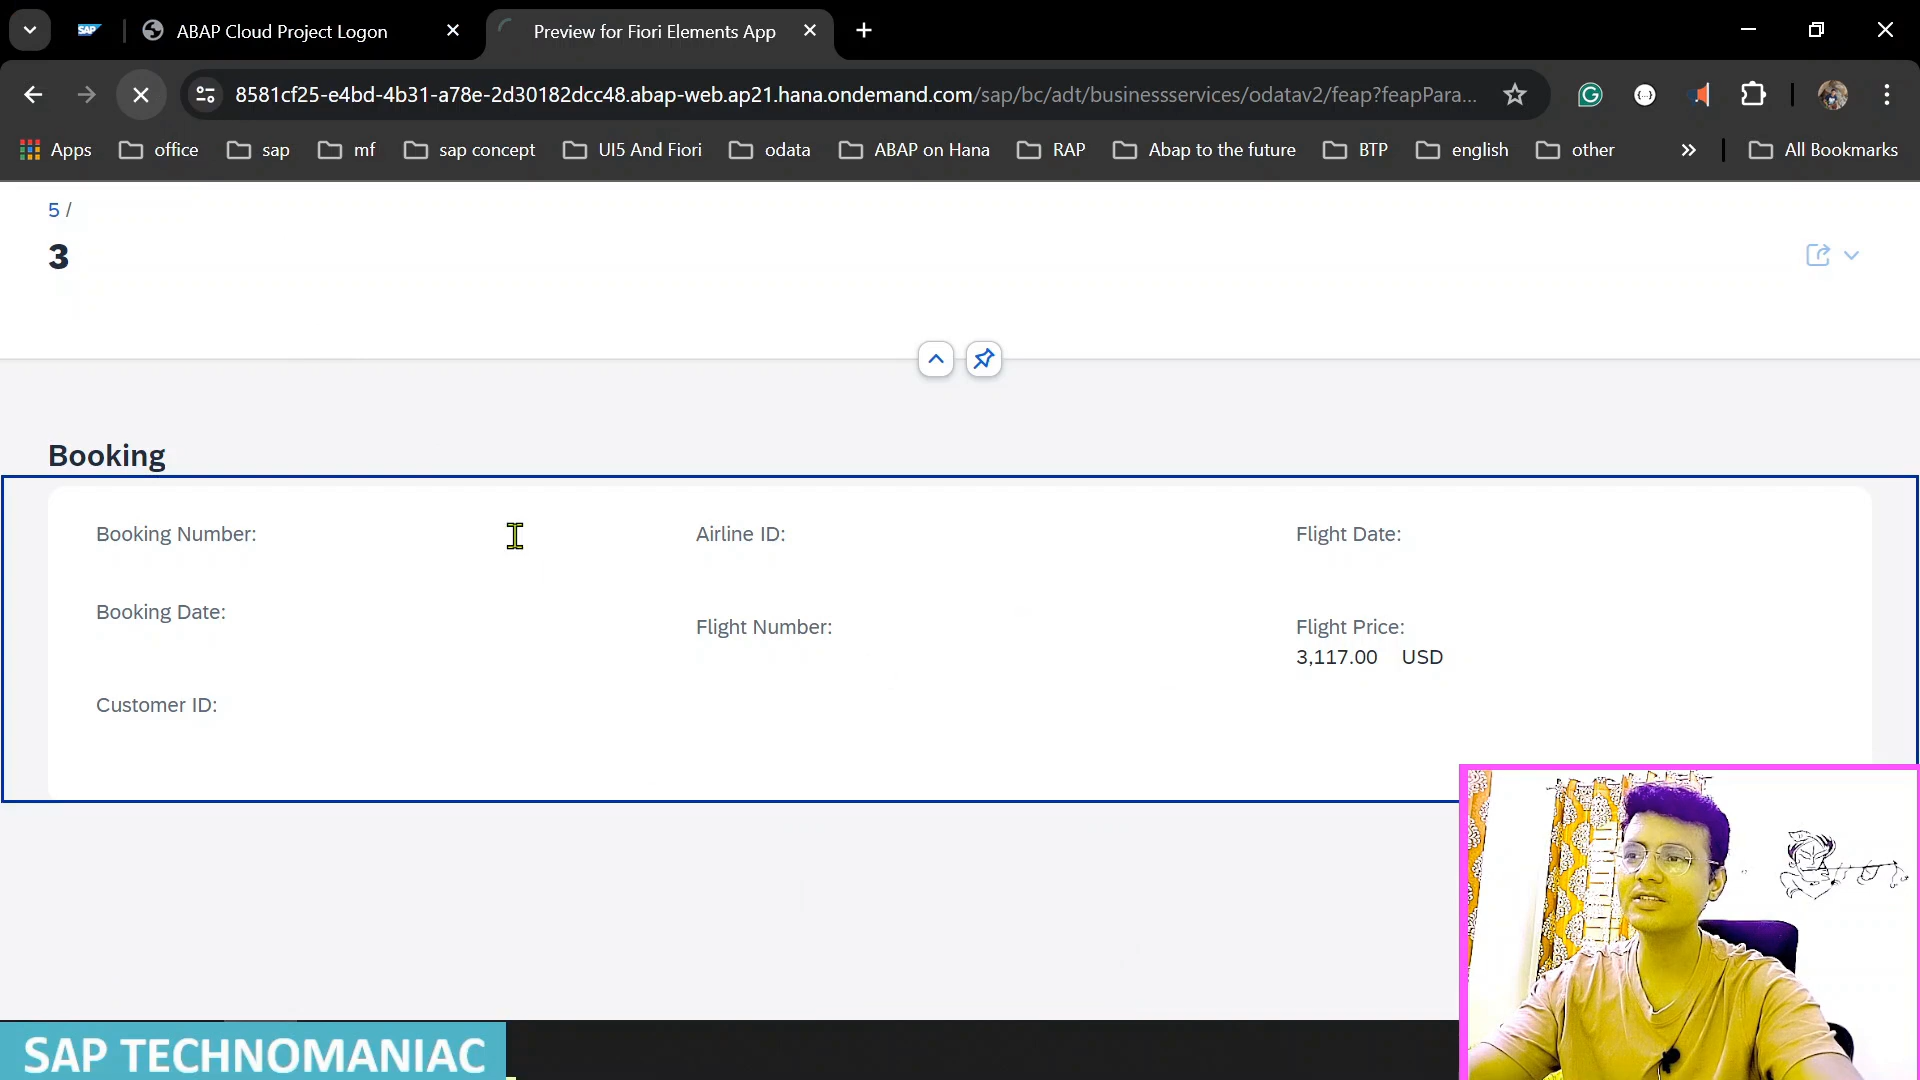 SAP
ABAP Cloud Project Logon
Preview for Fiori Elements App
8581cf25-e4bd-4b31-a78e-2d30182dcc48.abap-web.ap21.hana.ondemand.com/sap/bc/adt/businessservices/odatav2/feap?feapPara...
Apps
office
sap
mf
sap concept
UI5 And Fiori
odata
ABAP on Hana
RAP
Abap to the future
BTP
english
other
All Bookmarks
5 /
3
Booking
Booking Number:
Airline ID:
Flight Date:
Booking Date:
Flight Number:
Flight Price:
3,117.00 USD
Customer ID:
SAP TECHNOMANIAC